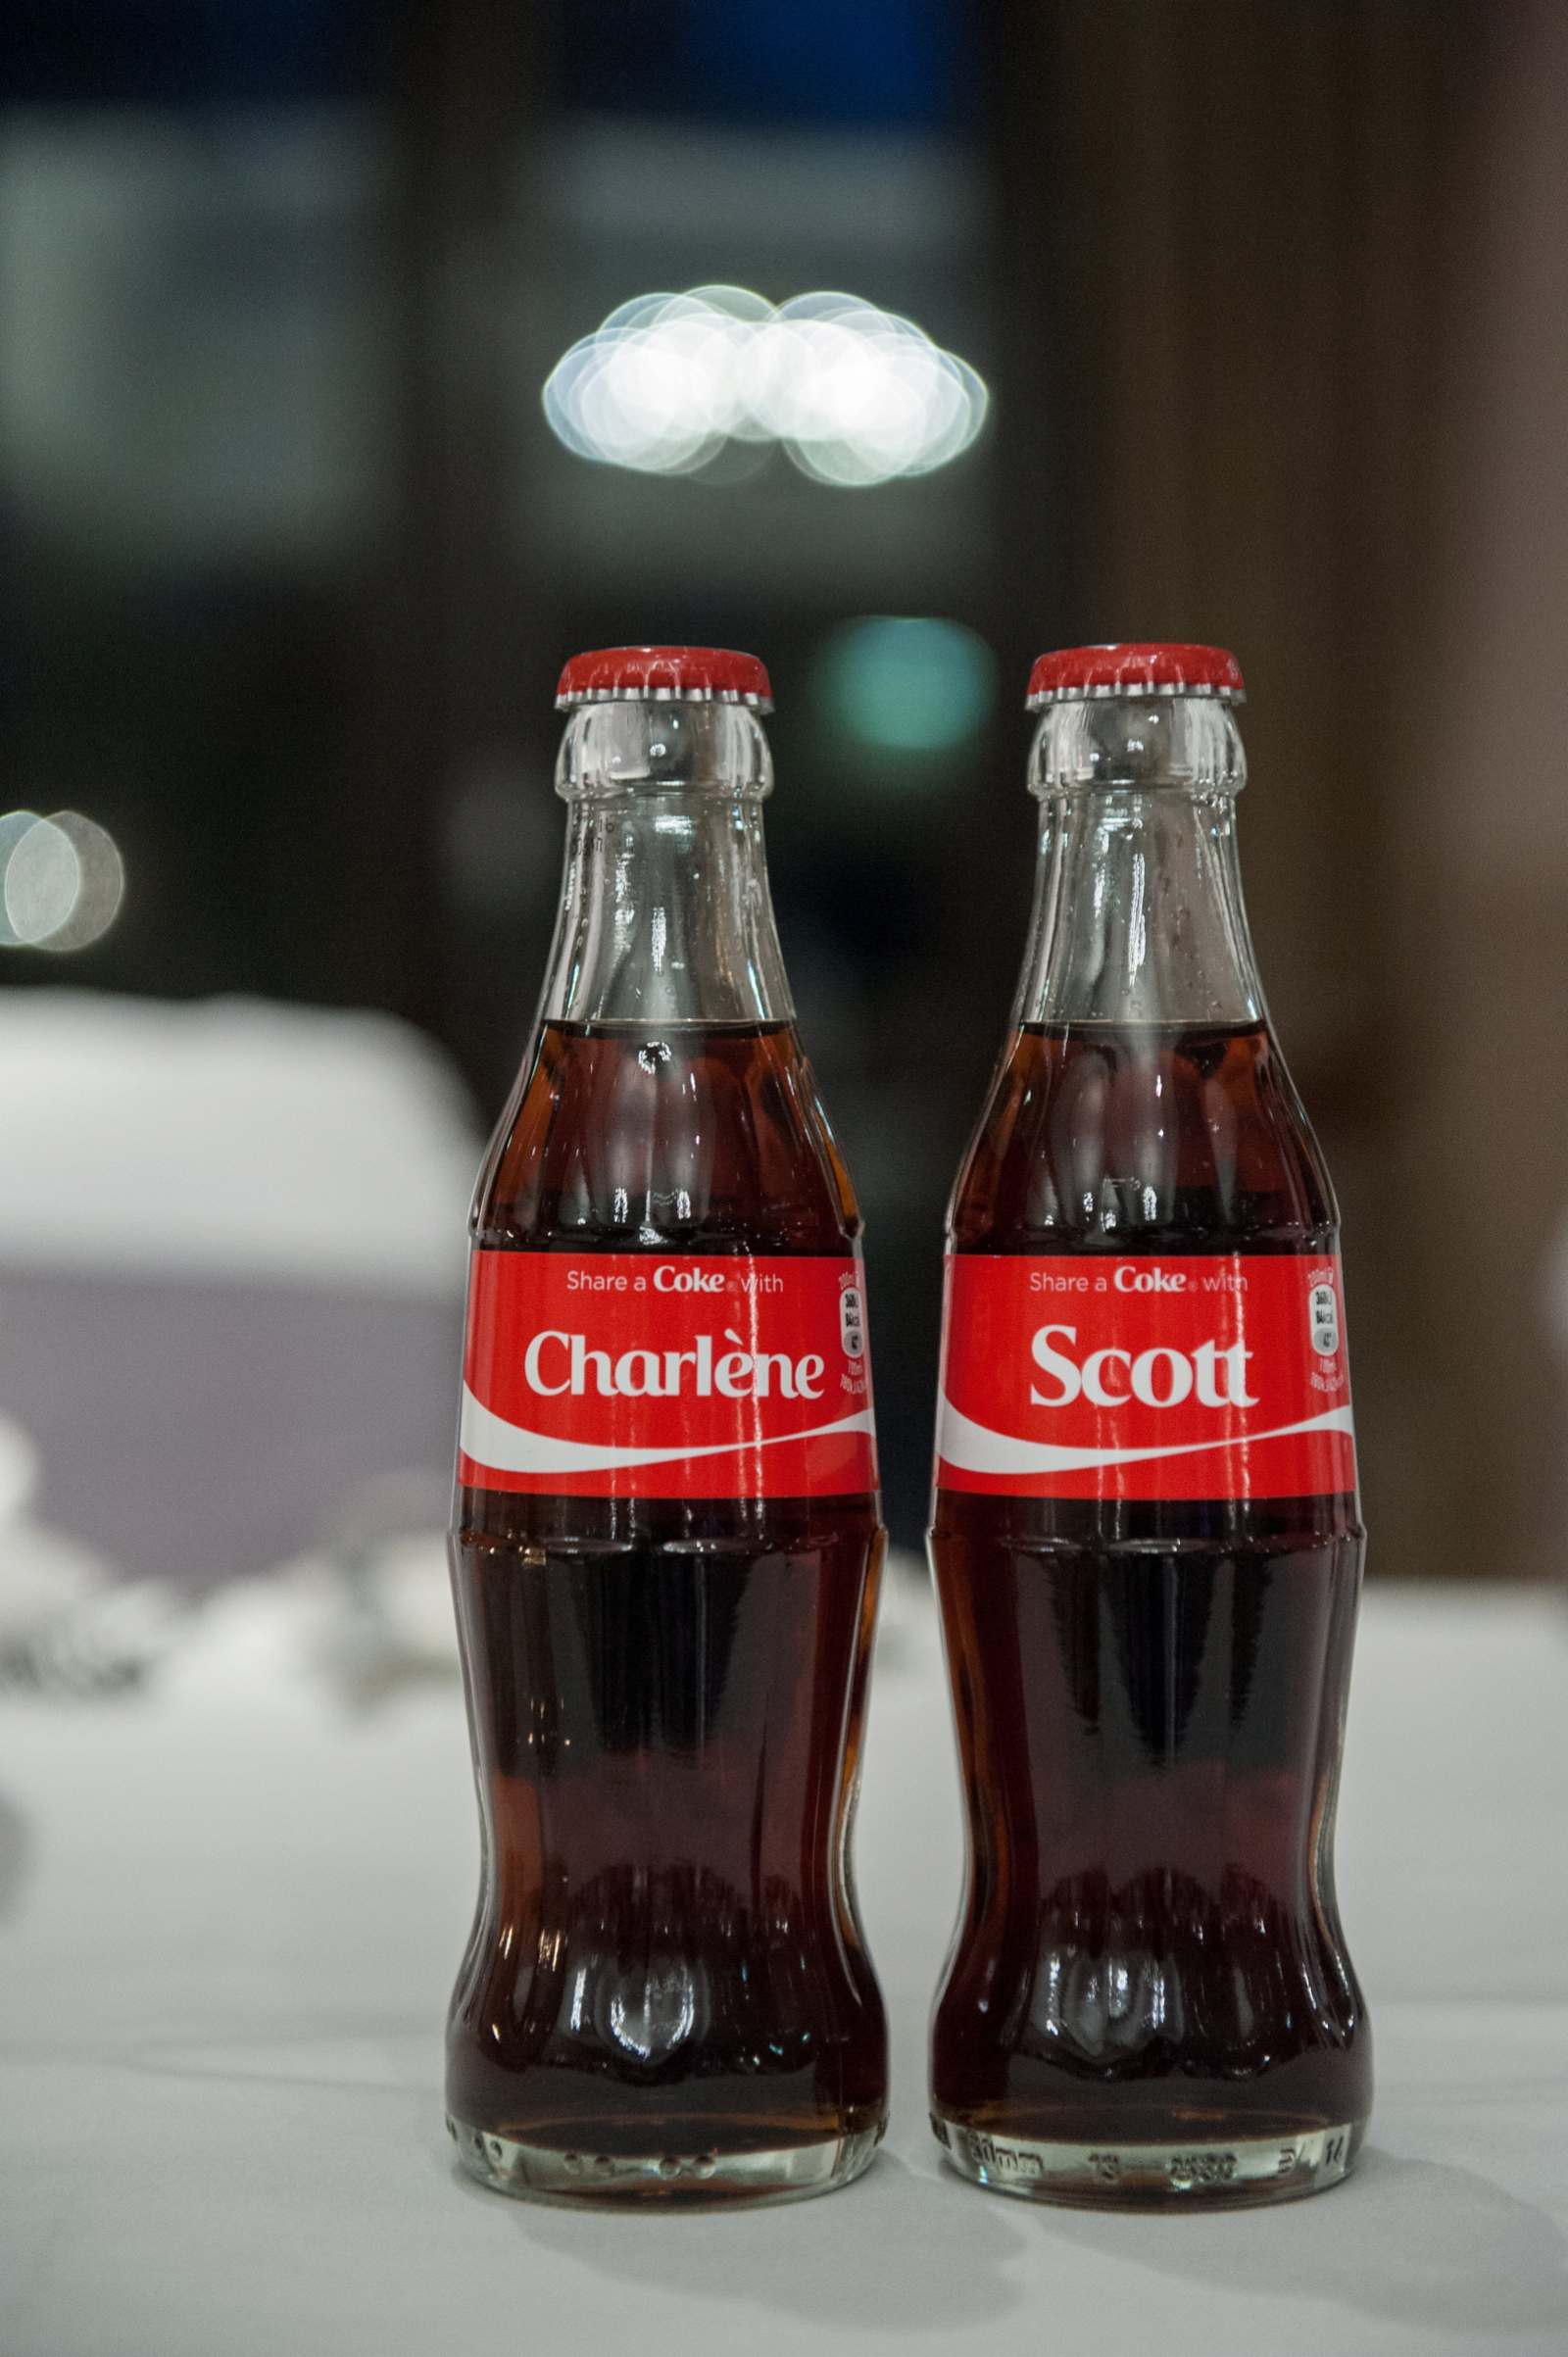 Share a Coke® with
Charlène
Share a Coke® with
Scott